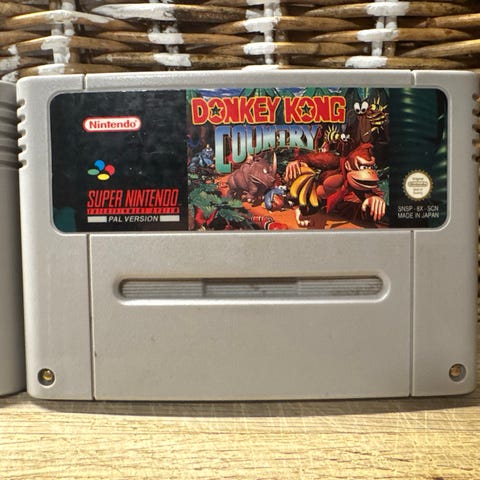 Nintendo
SUPER NINTENDO
ENTERTAINMENT SYSTEM
PAL VERSION
DONKEY KONG
COUNTRY
SNSP - 8X - SCN
MADE IN JAPAN